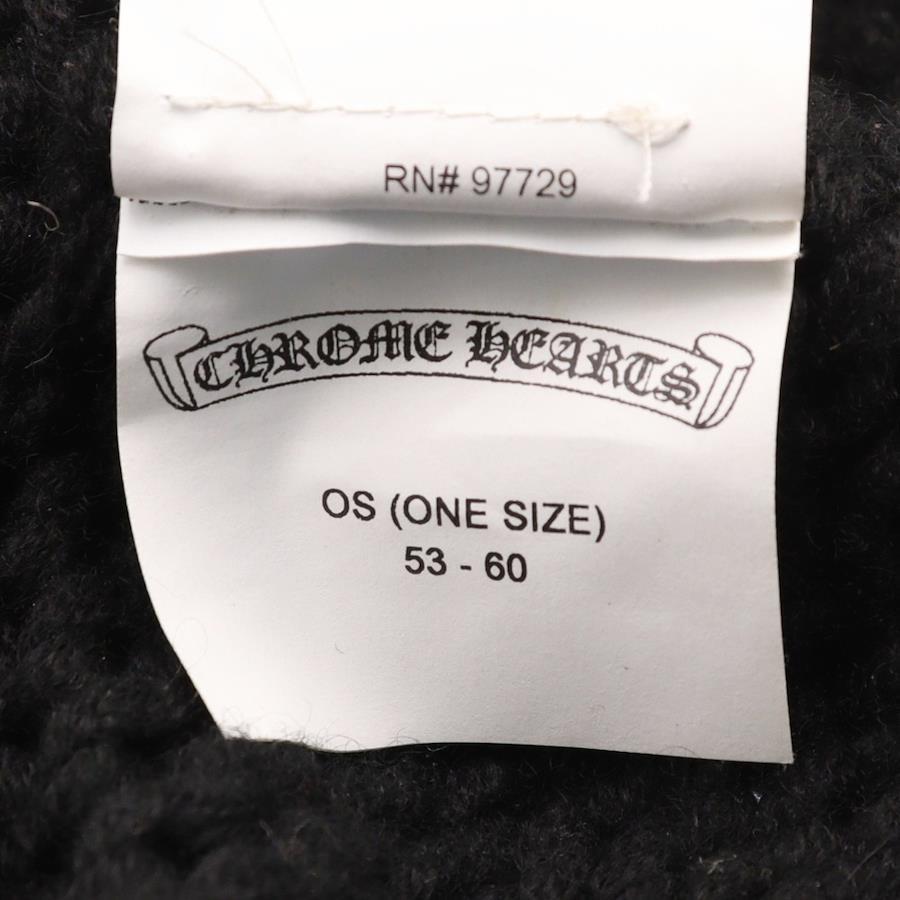 RN# 97729
CHROME HEARTS
OS (ONE SIZE)
53 - 60